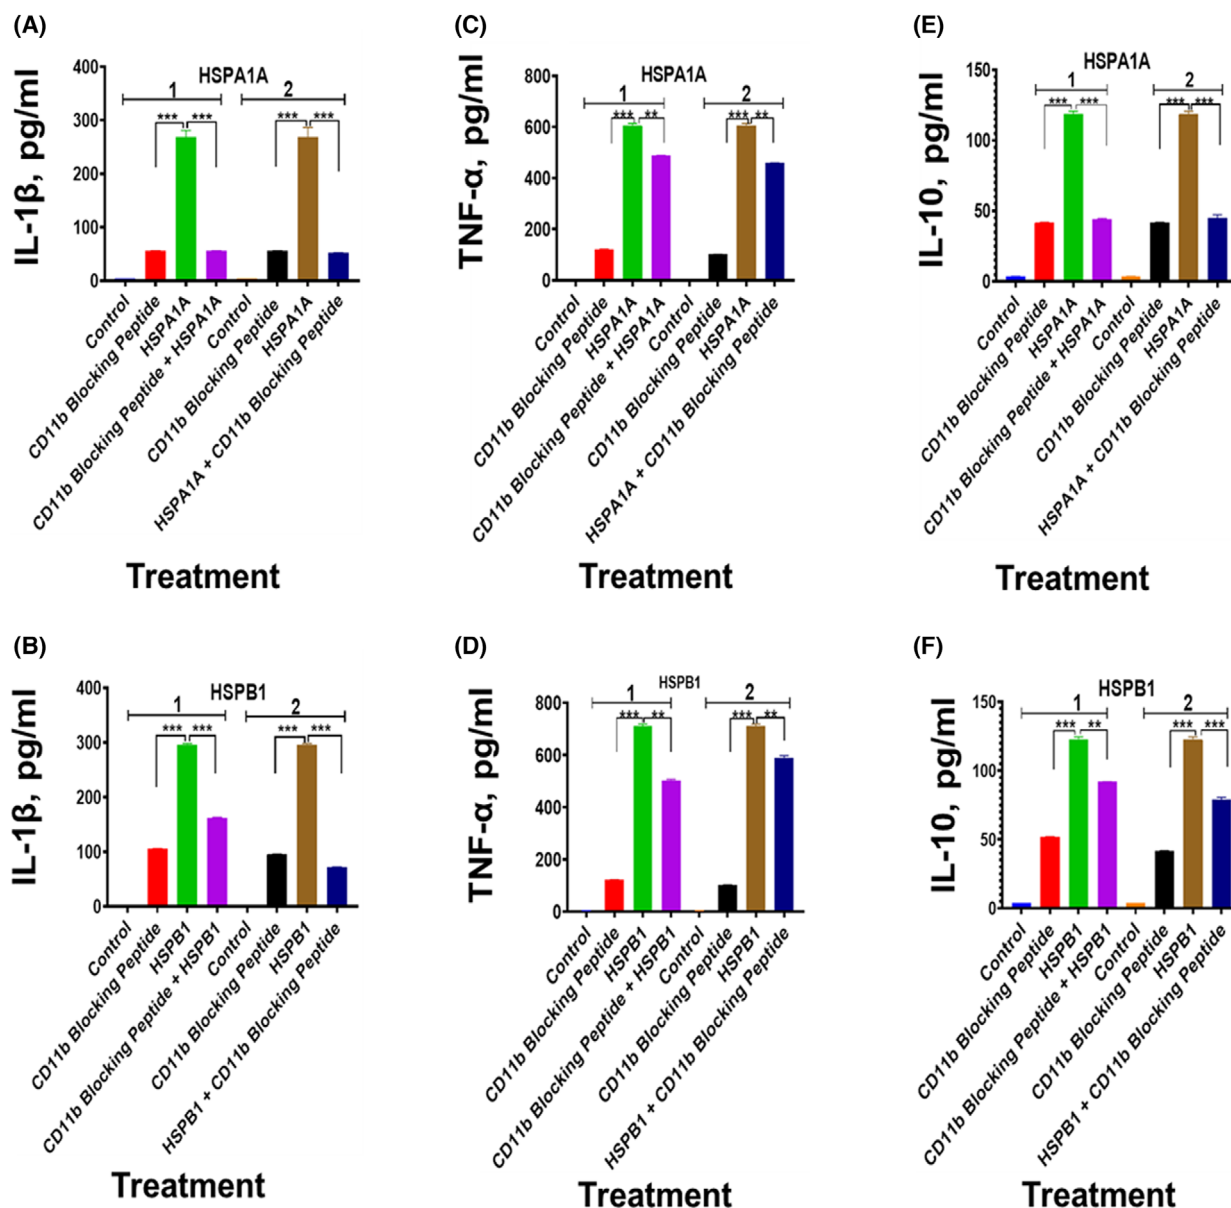 (A)
HSPA1A
1
2
*** *** *** ***
IL-1β, pg/ml
400
300
200
100
0
Control
CD11b Blocking Peptide
HSPA1A
CD11b Blocking Peptide + HSPA1A
Control
CD11b Blocking Peptide
HSPA1A
HSPA1A + CD11b Blocking Peptide
Treatment
(C)
HSPA1A
1
2
*** ** *** **
TNF-α, pg/ml
800
600
400
200
0
Control
CD11b Blocking Peptide
HSPA1A
CD11b Blocking Peptide + HSPA1A
Control
CD11b Blocking Peptide
HSPA1A
HSPA1A + CD11b Blocking Peptide
Treatment
(E)
HSPA1A
1
2
*** *** *** ***
IL-10, pg/ml
150
100
50
0
Control
CD11b Blocking Peptide
HSPA1A
CD11b Blocking Peptide + HSPA1A
Control
CD11b Blocking Peptide
HSPA1A
HSPA1A + CD11b Blocking Peptide
Treatment
(B)
HSPB1
1
2
*** *** *** ***
IL-1β, pg/ml
400
300
200
100
0
Control
CD11b Blocking Peptide
HSPB1
CD11b Blocking Peptide + HSPB1
Control
CD11b Blocking Peptide
HSPB1
HSPB1 + CD11b Blocking Peptide
Treatment
(D)
HSPB1
1
2
*** ** *** **
TNF-α, pg/ml
800
600
400
200
0
Control
CD11b Blocking Peptide
HSPB1
CD11b Blocking Peptide + HSPB1
Control
CD11b Blocking Peptide
HSPB1
HSPB1 + CD11b Blocking Peptide
Treatment
(F)
HSPB1
1
2
*** ** *** ***
IL-10, pg/ml
150
100
50
0
Control
CD11b Blocking Peptide
HSPB1
CD11b Blocking Peptide + HSPB1
Control
CD11b Blocking Peptide
HSPB1
HSPB1 + CD11b Blocking Peptide
Treatment